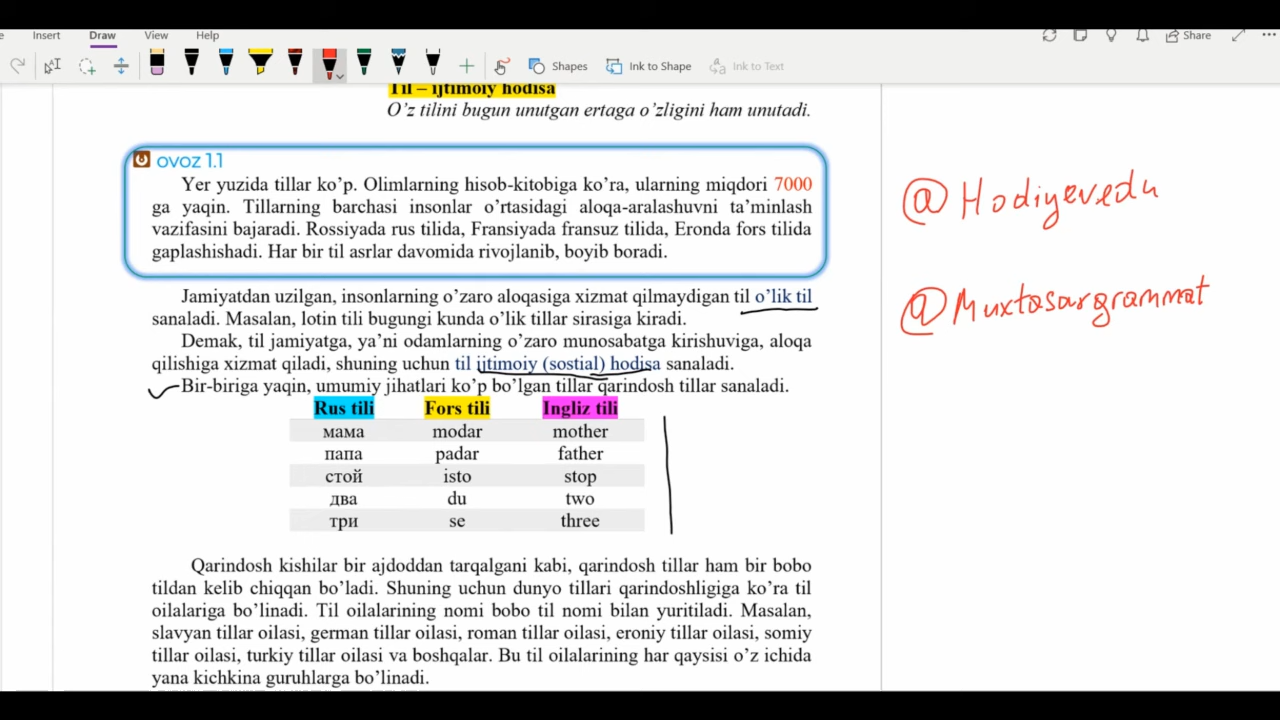 Insert Draw View Help Share
Shapes Ink to Shape Ink to Text
Til – ijtimoiy hodisa
O’z tilini bugun unutgan ertaga o’zligini ham unutadi.
ovoz 1.1
Yer yuzida tillar ko’p. Olimlarning hisob-kitobiga ko’ra, ularning miqdori 7000
ga yaqin. Tillarning barchasi insonlar o’rtasidagi aloqa-aralashuvni ta’minlash
vazifasini bajaradi. Rossiyada rus tilida, Fransiyada fransuz tilida, Eronda fors tilida
gaplashishadi. Har bir til asrlar davomida rivojlanib, boyib boradi.
Jamiyatdan uzilgan, insonlarning o’zaro aloqasiga xizmat qilmaydigan til o’lik til
sanaladi. Masalan, lotin tili bugungi kunda o’lik tillar sirasiga kiradi.
Demak, til jamiyatga, ya’ni odamlarning o’zaro munosabatga kirishuviga, aloqa
qilishiga xizmat qiladi, shuning uchun til ijtimoiy (sostial) hodisa sanaladi.
Bir-biriga yaqin, umumiy jihatlari ko’p bo’lgan tillar qarindosh tillar sanaladi.
Rus tili Fors tili Ingliz tili
мама modar mother
папа padar father
стой isto stop
два du two
три se three
Qarindosh kishilar bir ajdoddan tarqalgani kabi, qarindosh tillar ham bir bobo
tildan kelib chiqqan bo’ladi. Shuning uchun dunyo tillari qarindoshligiga ko’ra til
oilalariga bo’linadi. Til oilalarining nomi bobo til nomi bilan yuritiladi. Masalan,
slavyan tillar oilasi, german tillar oilasi, roman tillar oilasi, eroniy tillar oilasi, somiy
tillar oilasi, turkiy tillar oilasi va boshqalar. Bu til oilalarining har qaysisi o’z ichida
yana kichkina guruhlarga bo’linadi.
@Hodiyevedu
@Muxtasargrammat